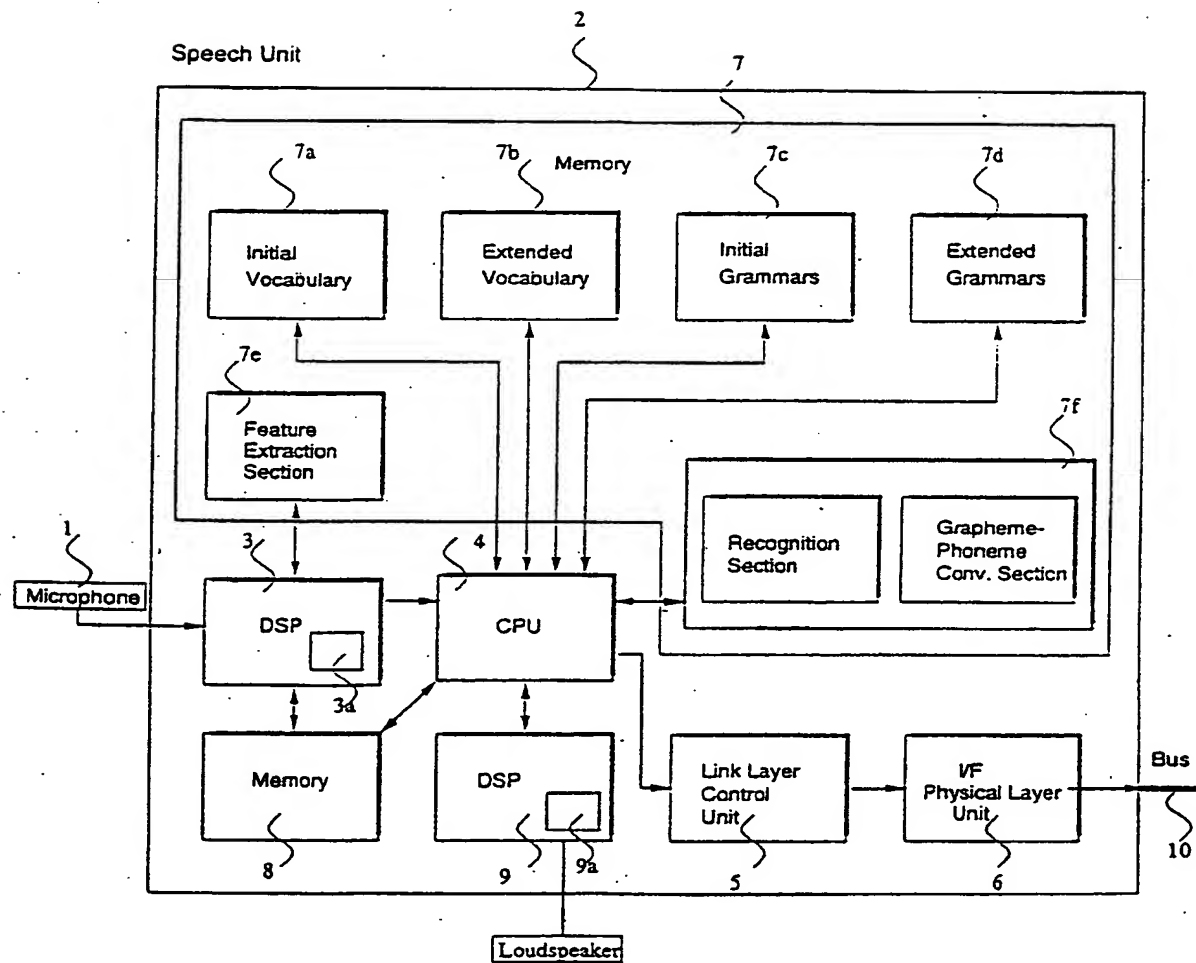 2
Speech Unit
7
7a
7b
Memory
7c
7d
Initial
Vocabulary
Extended
Vocabulary
Initial
Grammars
Extended
Grammars
7e
Feature
Extraction
Section
7f
Recognition
Section
Grapheme-
Phoneme
Conv. Section
1
Microphone
3
DSP
3a
4
CPU
Memory
8
DSP
9
9a
Link Layer
Control
Unit
5
I/F
Physical Layer
Unit
6
Bus
10
Loudspeaker